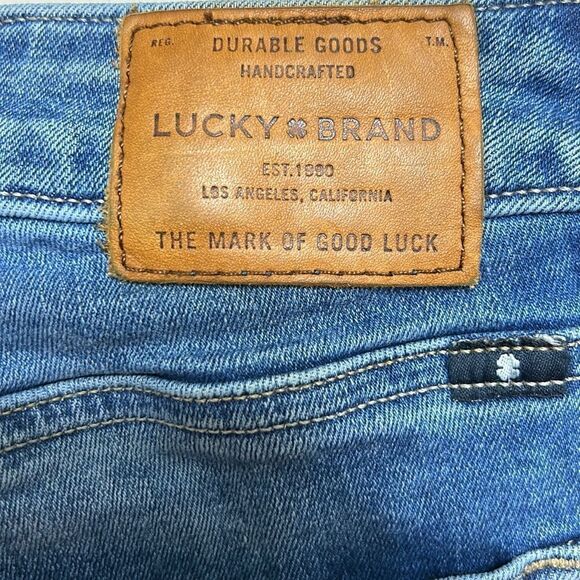 REG. DURABLE GOODS T.M.
HANDCRAFTED
LUCKY BRAND
EST.1990
LOS ANGELES, CALIFORNIA
THE MARK OF GOOD LUCK